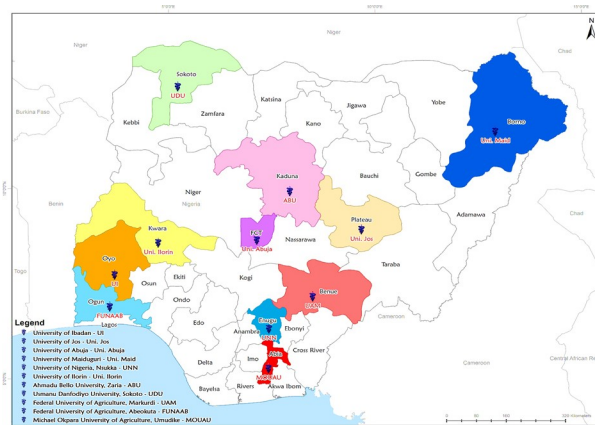 Niger
Niger
Chad
N
Sokoto
UDU
Katsina
Jigawa
Yobe
Borno
Uni. Maid
Burkina Faso
Kebbi
Zamfara
Kano
Kaduna
ABU
Bauchi
Gombe
Niger
Nigeria
Benin
Adamawa
Chad
Kwara
Uni. Ilorin
FCT
Uni. Abuja
Plateau
Uni. Jos
Nassarawa
Oyo
UI
Taraba
Togo
Osun
Ekiti
Kogi
Benue
UAM
Ogun
FUNAAB
Ondo
Lagos
Edo
Enugu
UNN
Anambra
Ebonyi
Cameroon
Cross River
Abia
Imo
Delta
MOUAU
Cameroon
Central African Re
Bayelsa
Rivers
Akwa Ibom
Legend
University of Ibadan - UI
University of Jos - Uni. Jos
University of Abuja - Uni. Abuja
University of Maiduguri - Uni. Maid
University of Nigeria, Nsukka - UNN
University of Ilorin - Uni. Ilorin
Ahmadu Bello University, Zaria - ABU
Usmanu Danfodiyo University, Sokoto - UDU
Federal University of Agriculture, Markurdi - UAM
Federal University of Agriculture, Abeokuta - FUNAAB
Michael Okpara University of Agriculture, Umudike - MOUAU